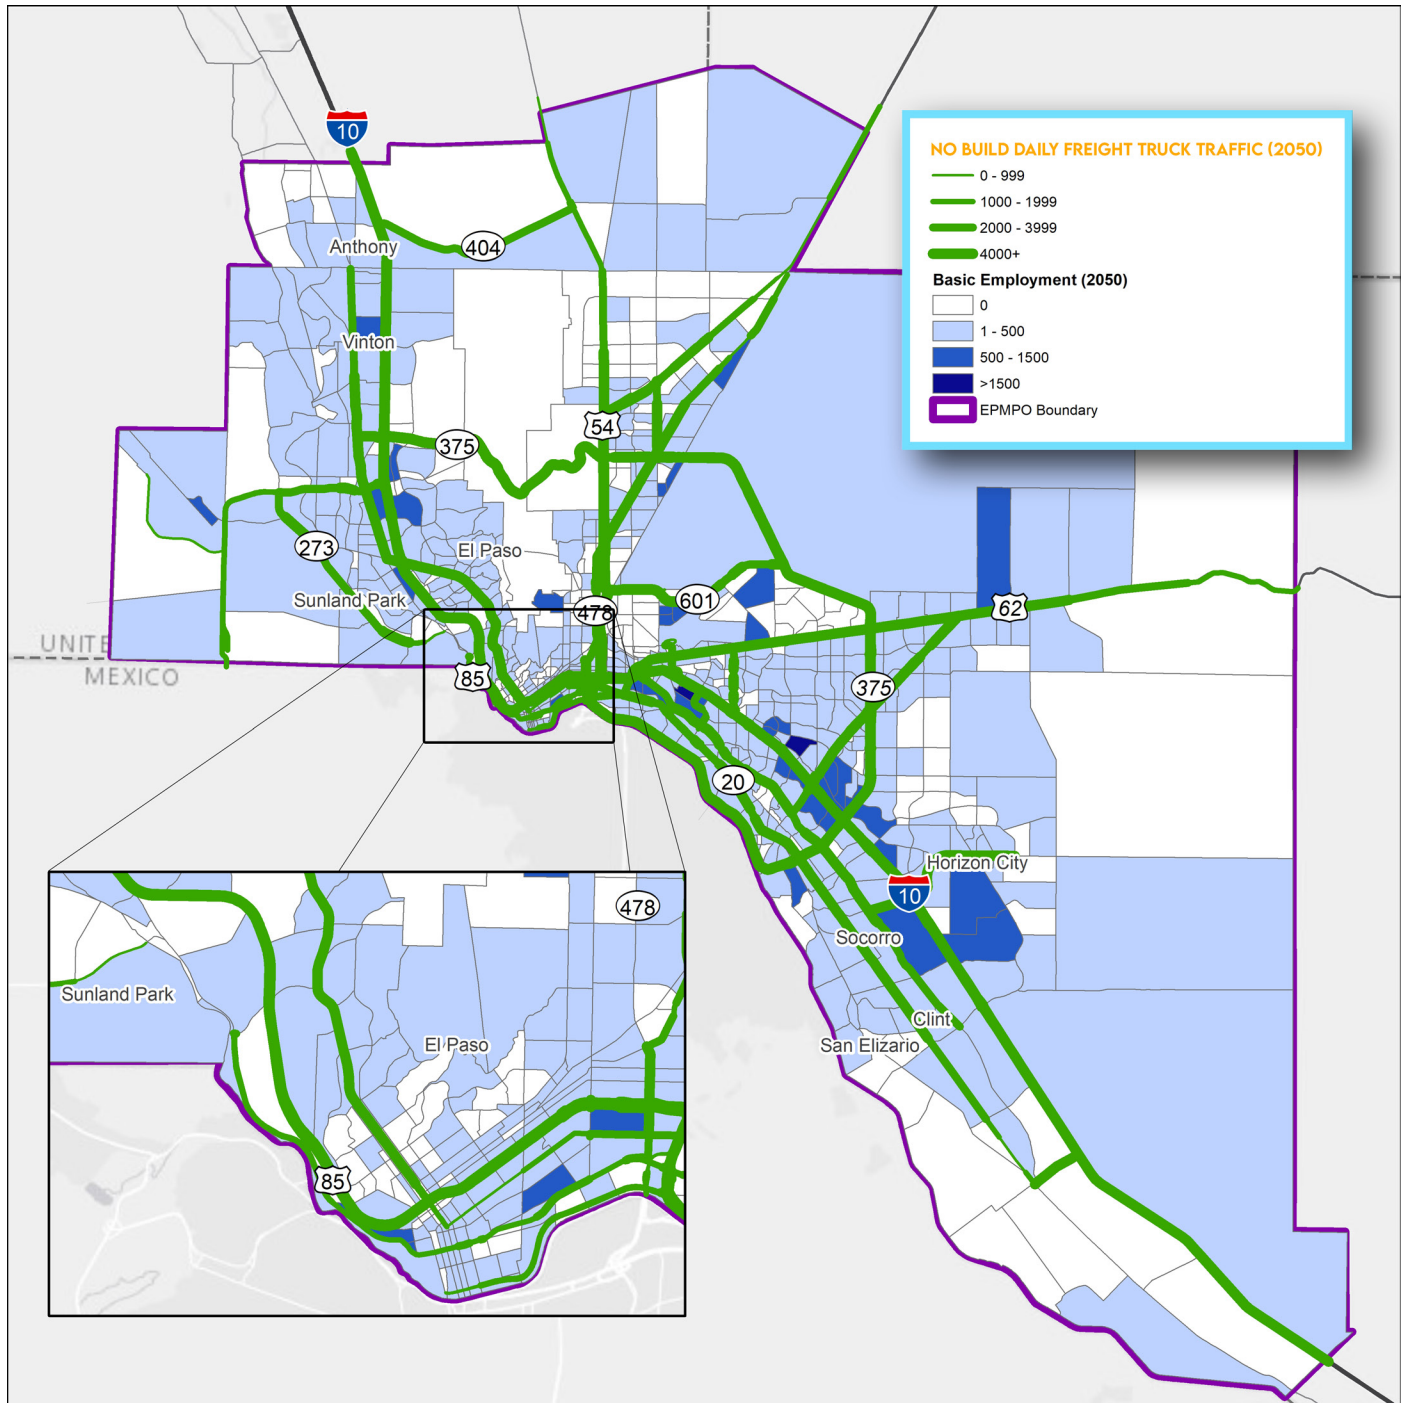 10
NO BUILD DAILY FREIGHT TRUCK TRAFFIC (2050)
0 - 999
1000 - 1999
2000 - 3999
4000+
Basic Employment (2050)
0
1 - 500
500 - 1500
>1500
EPMPO Boundary
Anthony
404
Vinton
54
375
273
El Paso
Sunland Park
478
601
62
UNITE
MEXICO
85
375
20
Horizon City
10
Socorro
Clint
San Elizario
478
Sunland Park
El Paso
85